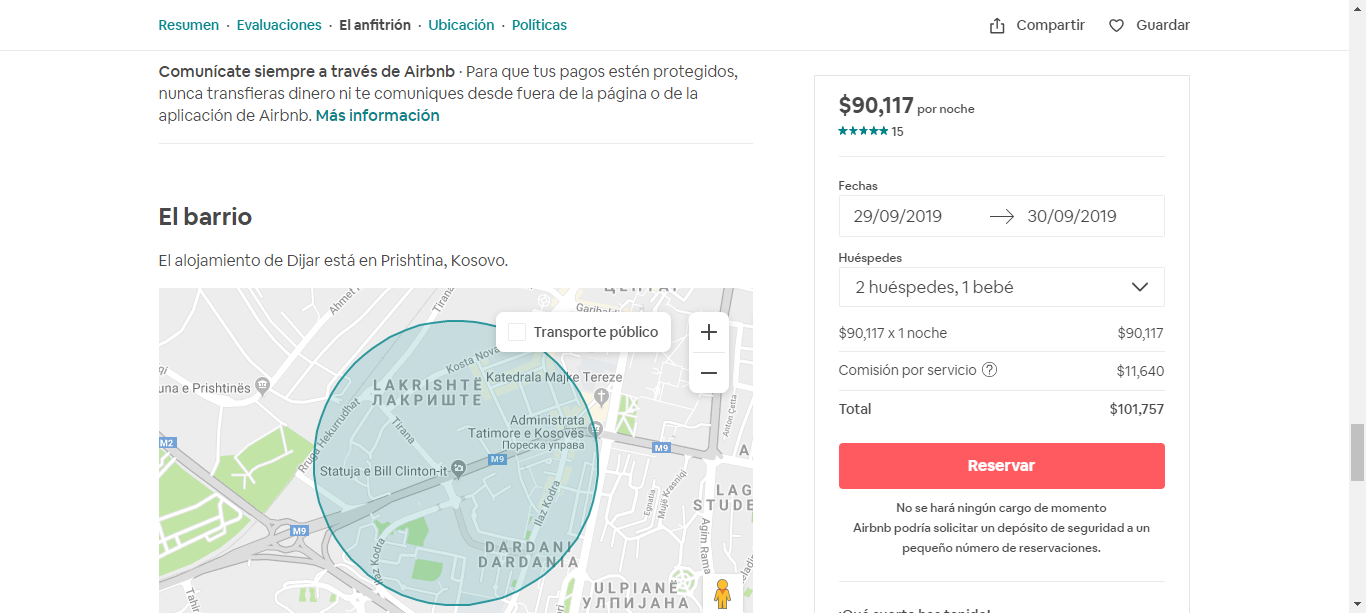 Resumen · Evaluaciones · El anfitrión · Ubicación · Políticas
Compartir
Guardar
Comunícate siempre a través de Airbnb · Para que tus pagos estén protegidos,
nunca transfieras dinero ni te comuniques desde fuera de la página o de la
aplicación de Airbnb. Más información
El barrio
El alojamiento de Dijar está en Prishtina, Kosovo.
Ahmet
Tirana
Garibaldi
Transporte público
+
−
Kosta Nova
Katedrala Majke Tereze
LAKRISHTË
ЛАКРИШТЕ
una e Prishtinës
Rruga Hekurudhat
Tirana
Administrata
Tatimore e Kosovës
Пореска управа
Anton Çetta
M2
M9
M9
Statuja e Bill Clinton-it
Ilaz Kodra
Egnatia
Mujë Krasniqi
LAG
STUDE
Agim Rama
M9
DARDANI
DARDANIA
Ilaz Kodra
ULPIANË
УЛПИЈАНА
Tahir
$90,117 por noche
★★★★★ 15
Fechas
29/09/2019 → 30/09/2019
Huéspedes
2 huéspedes, 1 bebé
$90,117 x 1 noche $90,117
Comisión por servicio ? $11,640
Total $101,757
Reservar
No se hará ningún cargo de momento
Airbnb podría solicitar un depósito de seguridad a un
pequeño número de reservaciones.